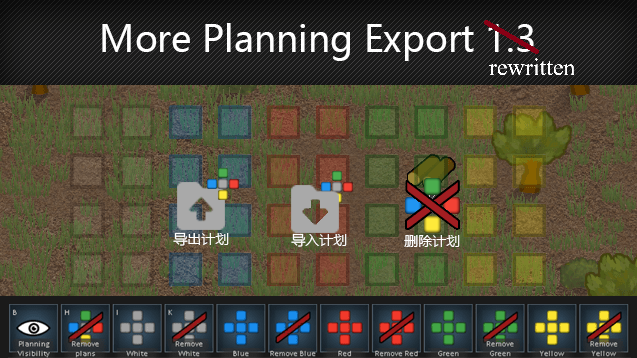 More Planning Export 1.3
rewritten
导出计划
导入计划
删除计划
B
Planning
Visibility
H
Remove
plans
I
White
K
Remove
White
Blue
Remove Blue
Red
Remove Red
Green
Remove
Green
Yellow
Remove
Yellow